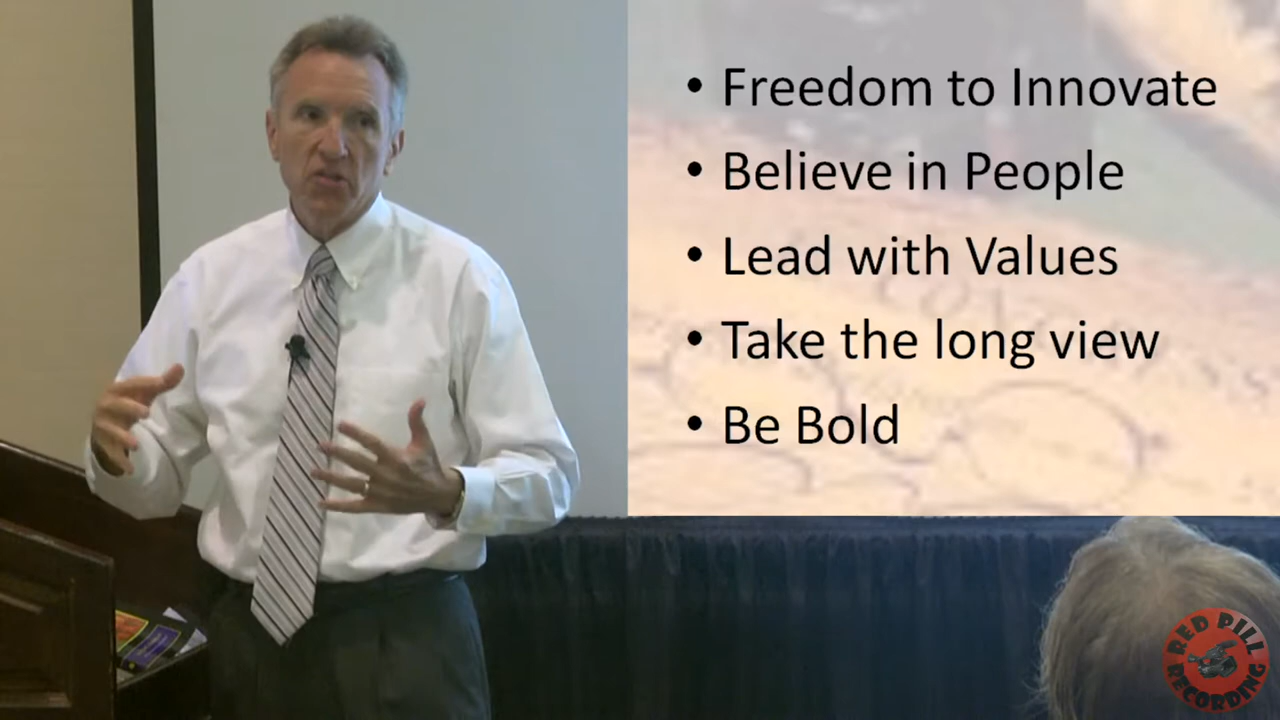 • Freedom to Innovate
• Believe in People
• Lead with Values
• Take the long view
• Be Bold
RED PILL
RECORDING